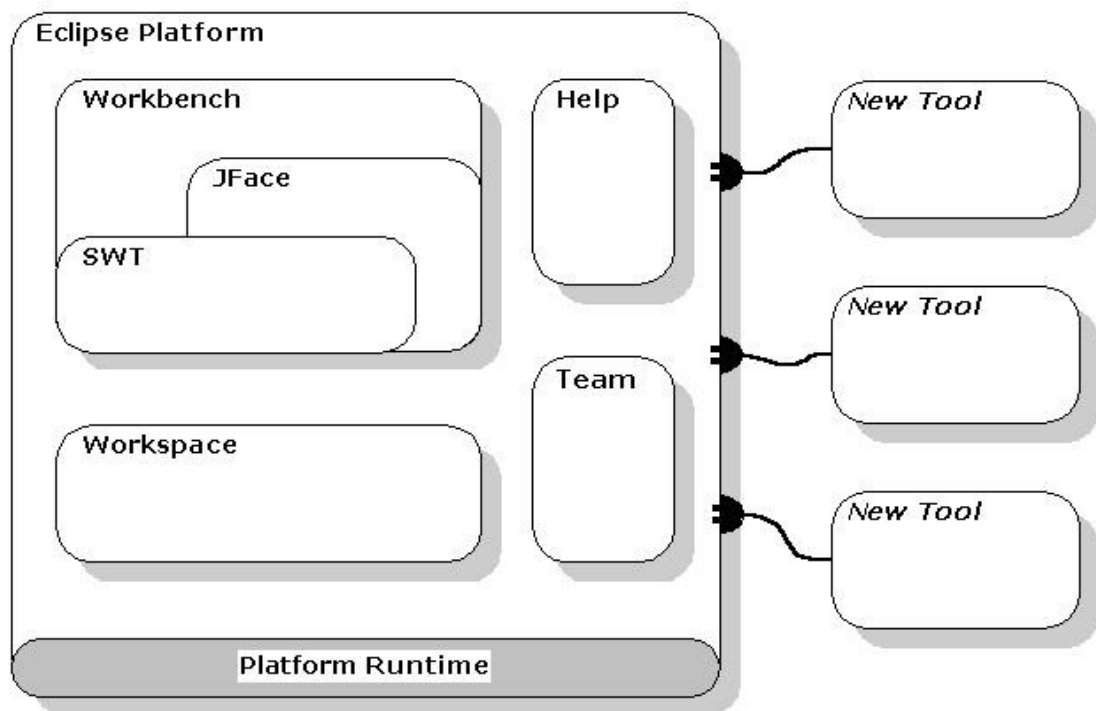 Eclipse Platform
Workbench
Help
New Tool
JFace
SWT
New Tool
Team
Workspace
New Tool
Platform Runtime